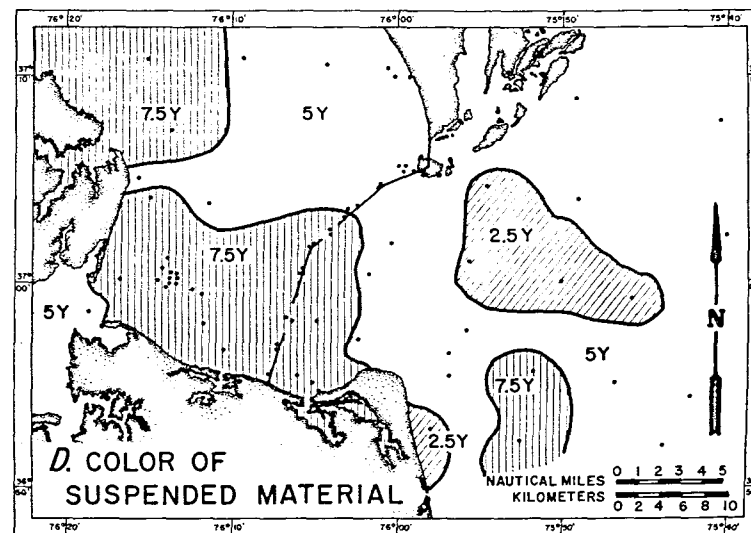 76° 20' 76° 10' 76° 00' 75° 50' 75° 40'
37° 10'
7.5Y 5Y
2.5Y
7.5Y
37° 00'
5Y
N
5Y
7.5Y
2.5Y
D. COLOR OF
SUSPENDED MATERIAL
NAUTICAL MILES 0 1 2 3 4 5
KILOMETERS 0 2 4 6 8 10
36° 50'
76° 20' 76° 10' 76° 00' 75° 50' 75° 40'